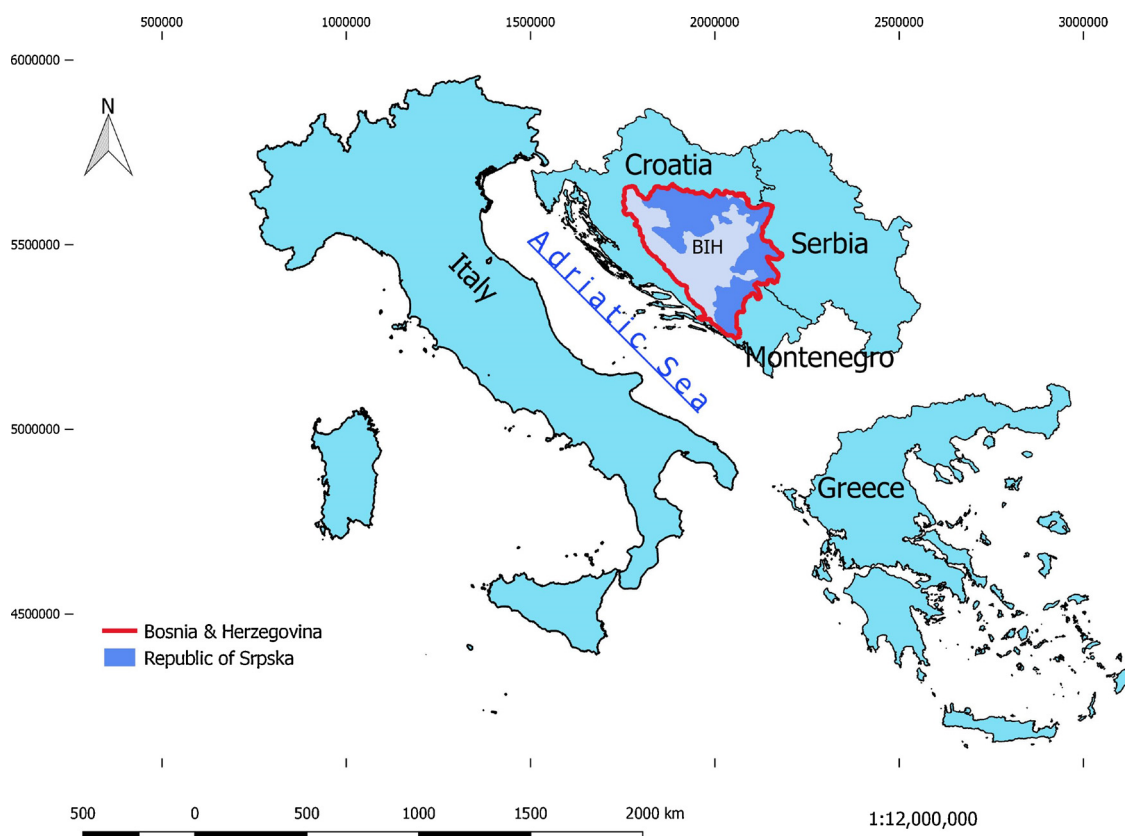 500000 1000000 1500000 2000000 2500000 3000000
6000000
N
Croatia
5500000
BIH
Serbia
Italy
Adriatic Sea
Montenegro
5000000
Greece
4500000
Bosnia & Herzegovina
Republic of Srpska
500 0 500 1000 1500 2000 km
1:12,000,000